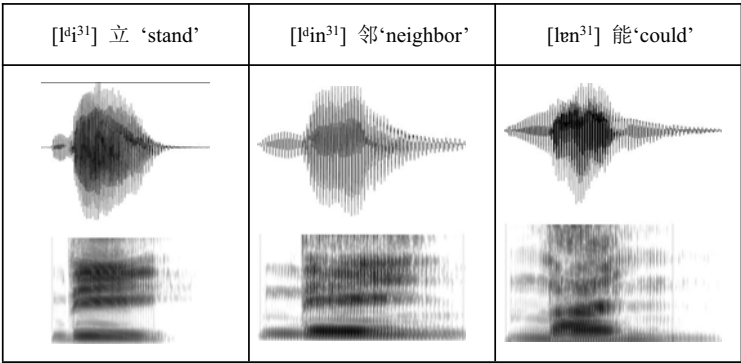 [lᵈi³¹] 立 ‘stand’
[lᵈin³¹] 邻‘neighbor’
[lɐn³¹] 能‘could’